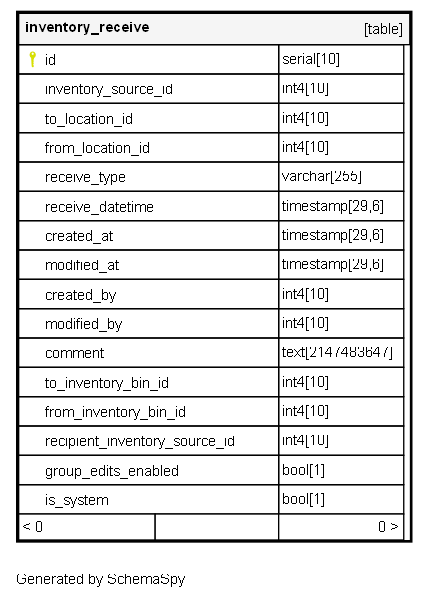 inventory_receive [table]
id serial[10]
inventory_source_id int4[10]
to_location_id int4[10]
from_location_id int4[10]
receive_type varchar[255]
receive_datetime timestamp[29,6]
created_at timestamp[29,6]
modified_at timestamp[29,6]
created_by int4[10]
modified_by int4[10]
comment text[2147483647]
to_inventory_bin_id int4[10]
from_inventory_bin_id int4[10]
recipient_inventory_source_id int4[10]
group_edits_enabled bool[1]
is_system bool[1]
< 0 0 >
Generated by SchemaSpy